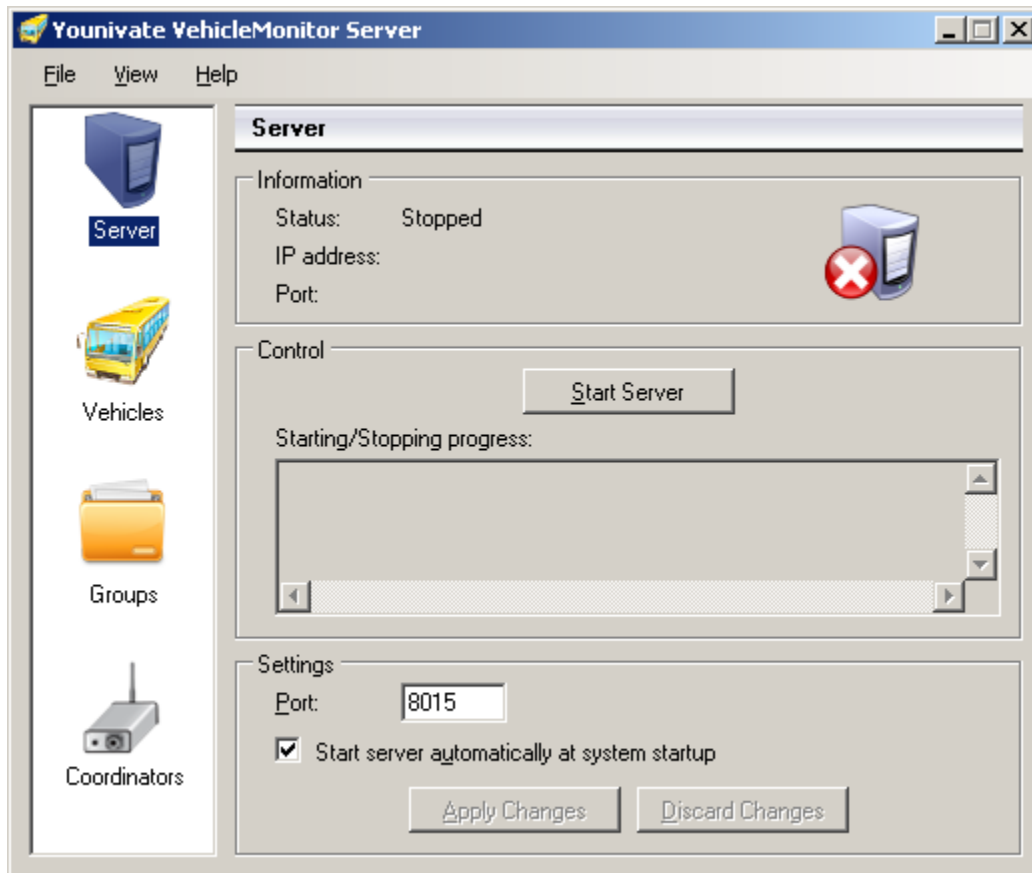 Younivate VehicleMonitor Server
File View Help
Server
Vehicles
Groups
Coordinators
Server
Information
Status: Stopped
IP address:
Port:
Control
Start Server
Starting/Stopping progress:
Settings
Port: 8015
Start server automatically at system startup
Apply Changes Discard Changes